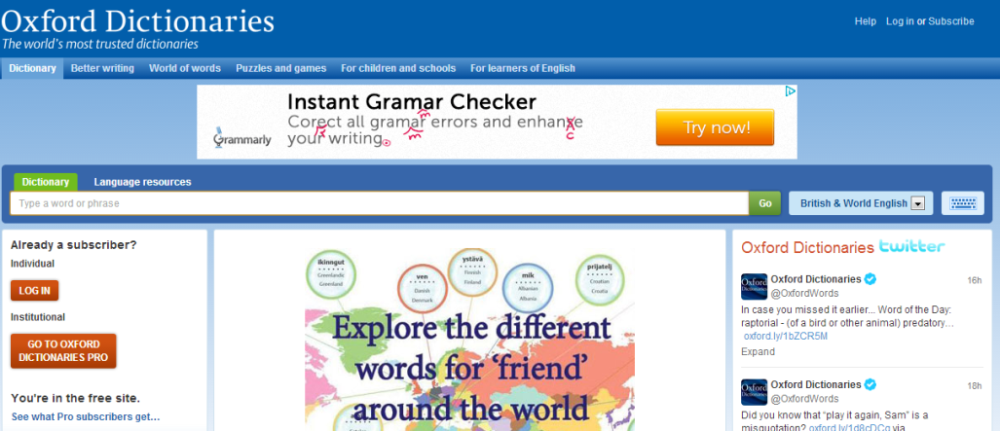 Oxford Dictionaries
The world's most trusted dictionaries
Help Log in or Subscribe
Dictionary Better writing World of words Puzzles and games For children and schools For learners of English
Instant Gramar Checker
Corect all gramar errors and enhanse
your writing.
c
Grammarly
Try now!
Dictionary Language resources
Type a word or phrase
Go
British & World English
Already a subscriber?
Individual
LOG IN
Institutional
GO TO OXFORD
DICTIONARIES PRO
You're in the free site.
See what Pro subscribers get...
ikinngut
Greenlandic
Greenland
ven
Danish
Denmark
ystävä
Finnish
Finland
mik
Albanian
Albania
prijatelj
Croatian
Croatia
Explore the different
words for 'friend'
around the world
Oxford Dictionaries twitter
Oxford
Oxford Dictionaries 16h
@OxfordWords
In case you missed it earlier... Word of the Day:
raptorial - (of a bird or other animal) predatory...
oxford.ly/1bZCR5M
Expand
Oxford
Oxford Dictionaries 18h
@OxfordWords
Did you know that "play it again, Sam" is a
misquotation? oxford.ly/1d8cDCo via